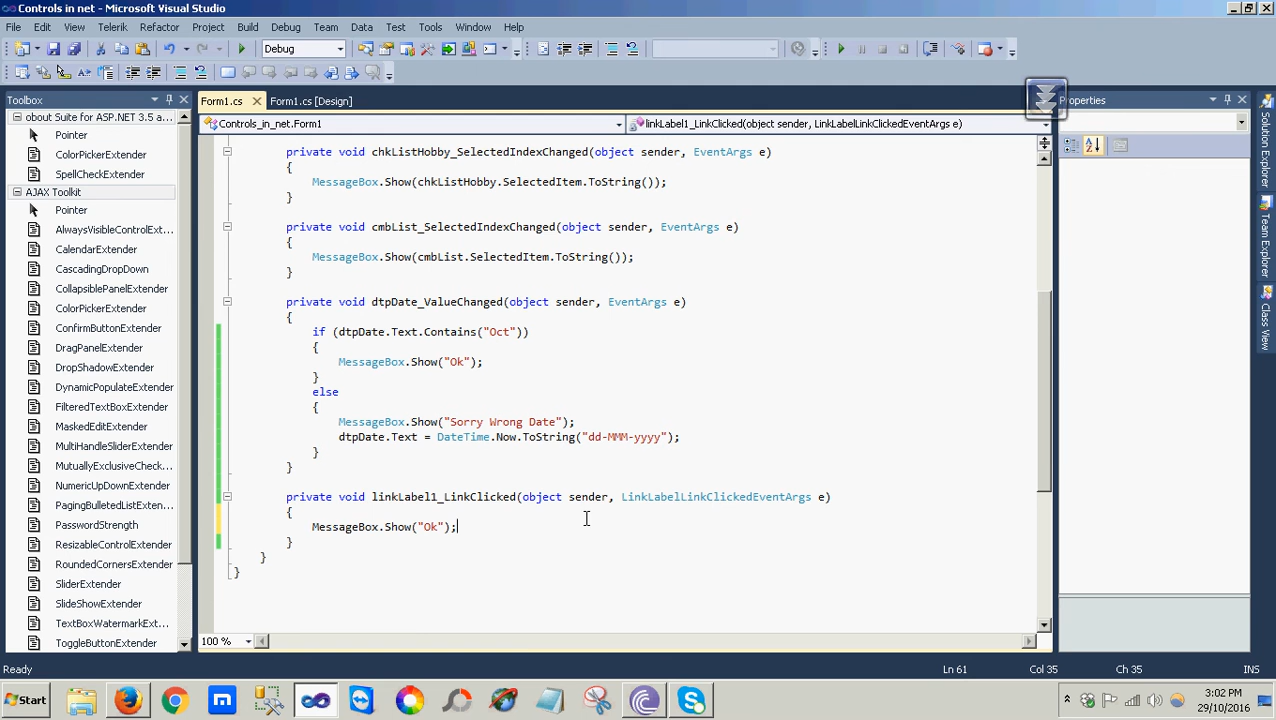 Controls in net - Microsoft Visual Studio
File Edit View Telerik Refactor Project Build Debug Team Data Test Tools Window Help
Debug
Toolbox
Form1.cs Form1.cs [Design]
Properties
obout Suite for ASP.NET 3.5 a...
Controls_in_net.Form1
linkLabel1_LinkClicked(object sender, LinkLabelLinkClickedEventArgs e)
Pointer
ColorPickerExtender
SpellCheckExtender
AJAX Toolkit
Pointer
AlwaysVisibleControlExt...
CalendarExtender
CascadingDropDown
CollapsiblePanelExtender
ColorPickerExtender
ConfirmButtonExtender
DragPanelExtender
DropShadowExtender
DynamicPopulateExtender
FilteredTextBoxExtender
MaskedEditExtender
MultiHandleSliderExtender
MutuallyExclusiveCheck...
NumericUpDownExtender
PagingBulletedListExten...
PasswordStrength
ResizableControlExtender
RoundedCornersExtender
SliderExtender
SlideShowExtender
TextBoxWatermarkExt...
ToggleButtonExtender
private void chkListHobby_SelectedIndexChanged(object sender, EventArgs e)
{
MessageBox.Show(chkListHobby.SelectedItem.ToString());
}
private void cmbList_SelectedIndexChanged(object sender, EventArgs e)
{
MessageBox.Show(cmbList.SelectedItem.ToString());
}
private void dtpDate_ValueChanged(object sender, EventArgs e)
{
if (dtpDate.Text.Contains("Oct"))
{
MessageBox.Show("Ok");
}
else
{
MessageBox.Show("Sorry Wrong Date");
dtpDate.Text = DateTime.Now.ToString("dd-MMM-yyyy");
}
}
private void linkLabel1_LinkClicked(object sender, LinkLabelLinkClickedEventArgs e)
{
MessageBox.Show("Ok");
}
}
}
100 %
Solution Explorer
Team Explorer
Class View
Ready
Ln 61
Col 35
Ch 35
INS
Start
3:02 PM
29/10/2016